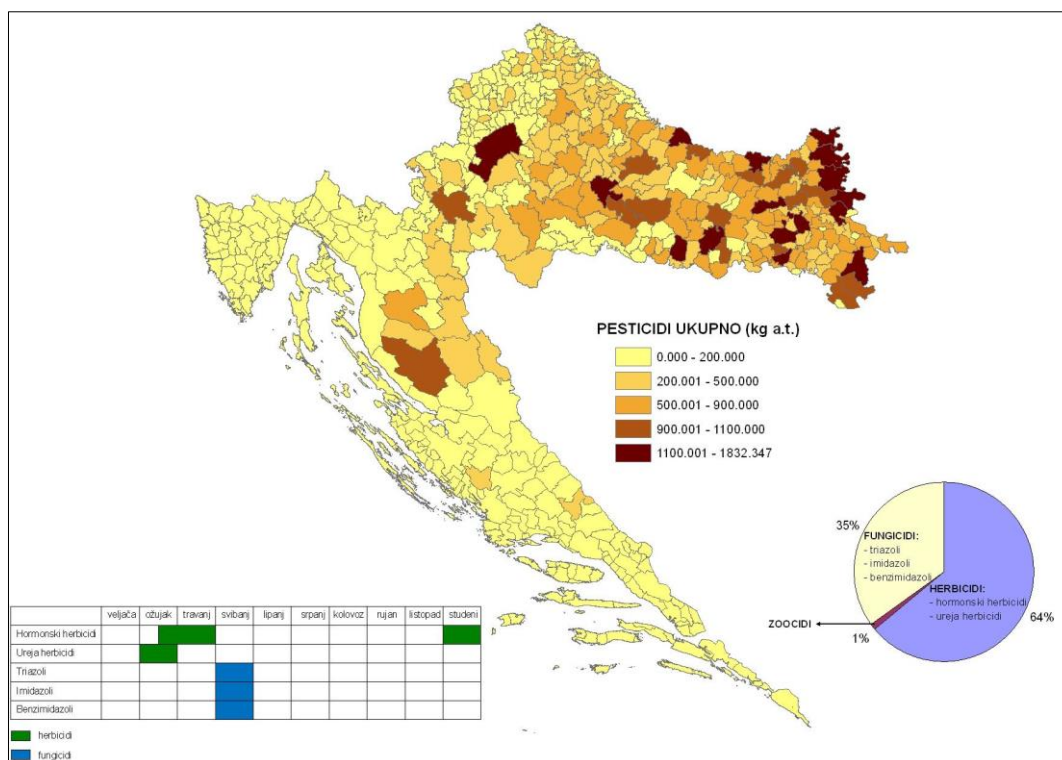 PESTICIDI UKUPNO (kg a.t.)
0.000 - 200.000
200.001 - 500.000
500.001 - 900.000
900.001 - 1100.000
1100.001 - 1832.347
35%
FUNGICIDI:
- triazoli
- imidazoli
- benzimidazoli
HERBICIDI:
- hormonski herbicidi
- ureja herbicidi
64%
ZOOCIDI
1%
veljača ožujak travanj svibanj lipanj srpanj kolovoz rujan listopad studeni
Hormonski herbicidi
Ureja herbicidi
Triazoli
Imidazoli
Benzimidazoli
herbicidi
fungicidi